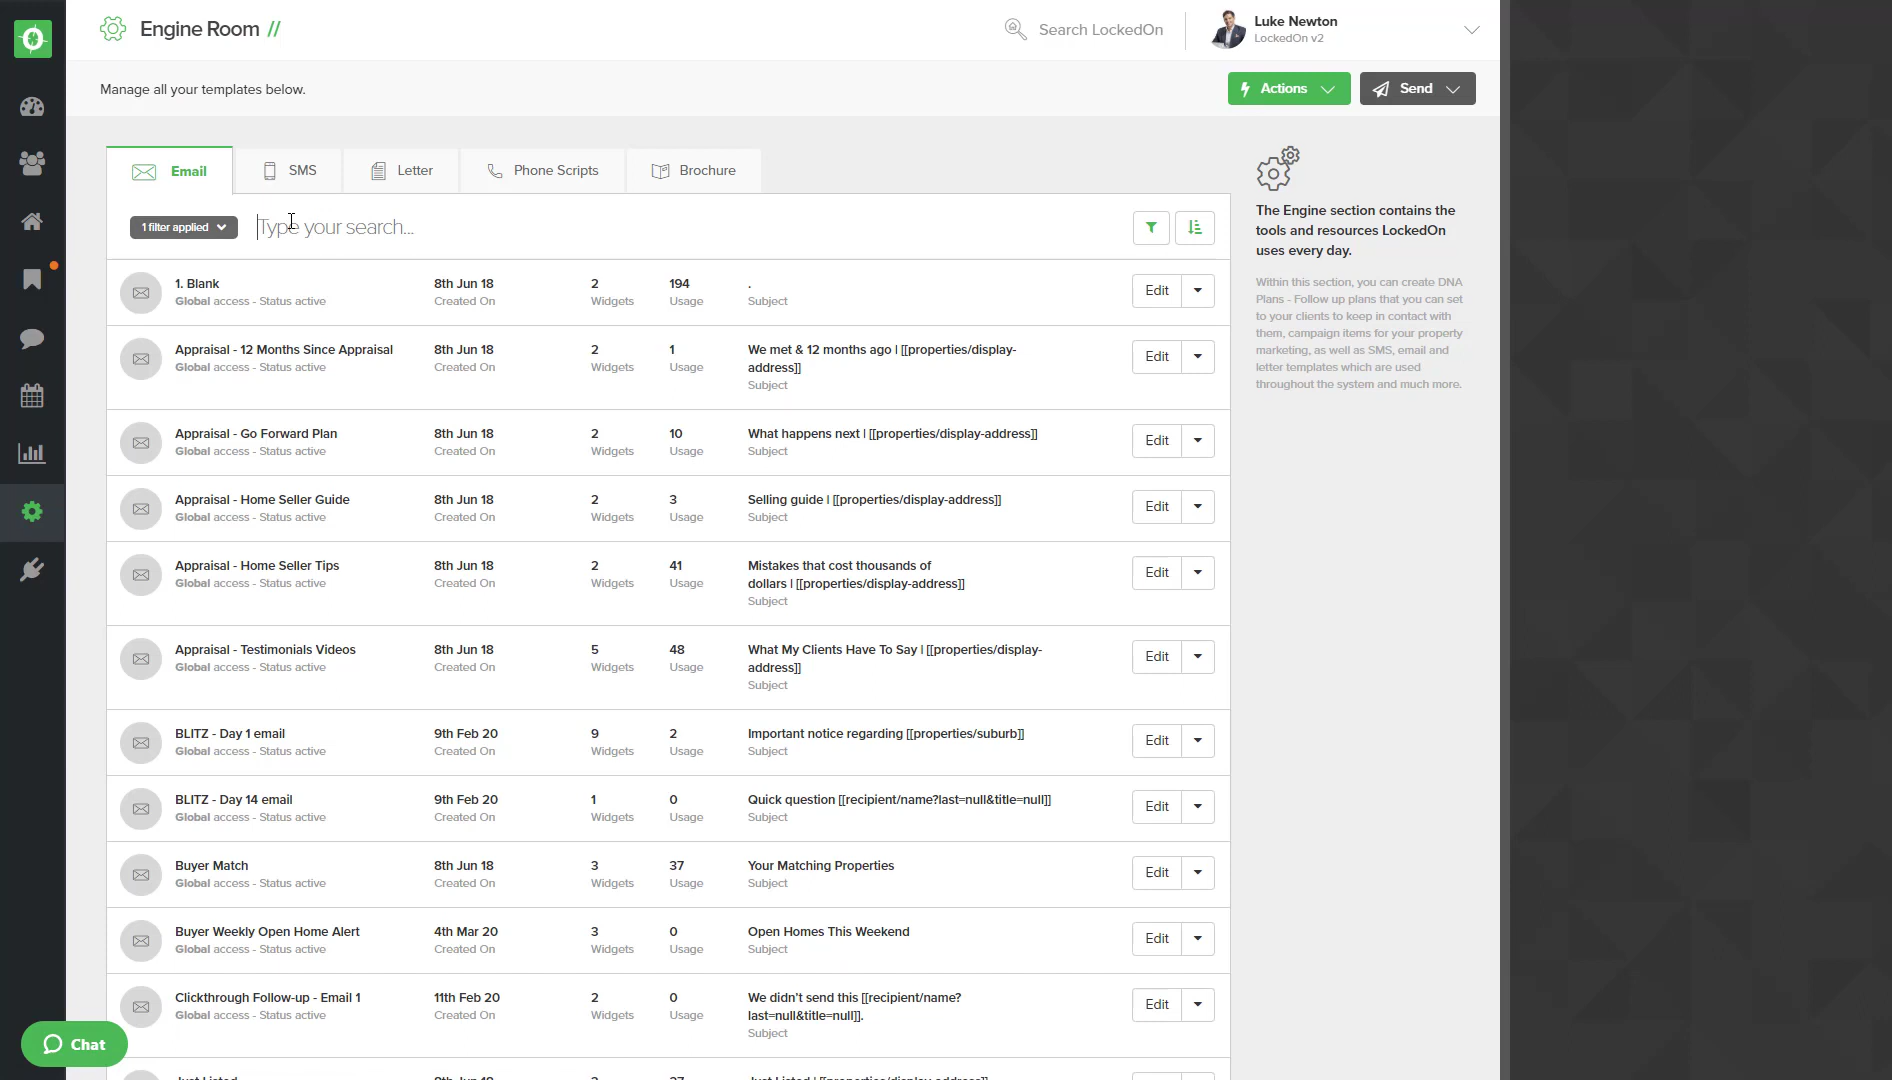 Engine Room //
Search LockedOn
Luke Newton
LockedOn v2
Manage all your templates below.
Actions
Send
Email
SMS
Letter
Phone Scripts
Brochure
1 filter applied
Type your search...
1. Blank
Global access - Status active
8th Jun 18
Created On
2
Widgets
194
Usage
.
Subject
Edit
Appraisal - 12 Months Since Appraisal
Global access - Status active
8th Jun 18
Created On
2
Widgets
1
Usage
We met & 12 months ago | [[properties/display-
address]]
Subject
Edit
Appraisal - Go Forward Plan
Global access - Status active
8th Jun 18
Created On
2
Widgets
10
Usage
What happens next | [[properties/display-address]]
Subject
Edit
Appraisal - Home Seller Guide
Global access - Status active
8th Jun 18
Created On
2
Widgets
3
Usage
Selling guide | [[properties/display-address]]
Subject
Edit
Appraisal - Home Seller Tips
Global access - Status active
8th Jun 18
Created On
2
Widgets
41
Usage
Mistakes that cost thousands of
dollars | [[properties/display-address]]
Subject
Edit
Appraisal - Testimonials Videos
Global access - Status active
8th Jun 18
Created On
5
Widgets
48
Usage
What My Clients Have To Say | [[properties/display-
address]]
Subject
Edit
BLITZ - Day 1 email
Global access - Status active
9th Feb 20
Created On
9
Widgets
2
Usage
Important notice regarding [[properties/suburb]]
Subject
Edit
BLITZ - Day 14 email
Global access - Status active
9th Feb 20
Created On
1
Widgets
0
Usage
Quick question [[recipient/name?last=null&title=null]]
Subject
Edit
Buyer Match
Global access - Status active
8th Jun 18
Created On
3
Widgets
37
Usage
Your Matching Properties
Subject
Edit
Buyer Weekly Open Home Alert
Global access - Status active
4th Mar 20
Created On
3
Widgets
0
Usage
Open Homes This Weekend
Subject
Edit
Clickthrough Follow-up - Email 1
Global access - Status active
11th Feb 20
Created On
2
Widgets
0
Usage
We didn't send this [[recipient/name?
last=null&title=null]].
Subject
Edit
The Engine section contains the
tools and resources LockedOn
uses every day.
Within this section, you can create DNA
Plans - Follow up plans that you can set
to your clients to keep in contact with
them, campaign items for your property
marketing, as well as SMS, email and
letter templates which are used
throughout the system and much more.
Chat